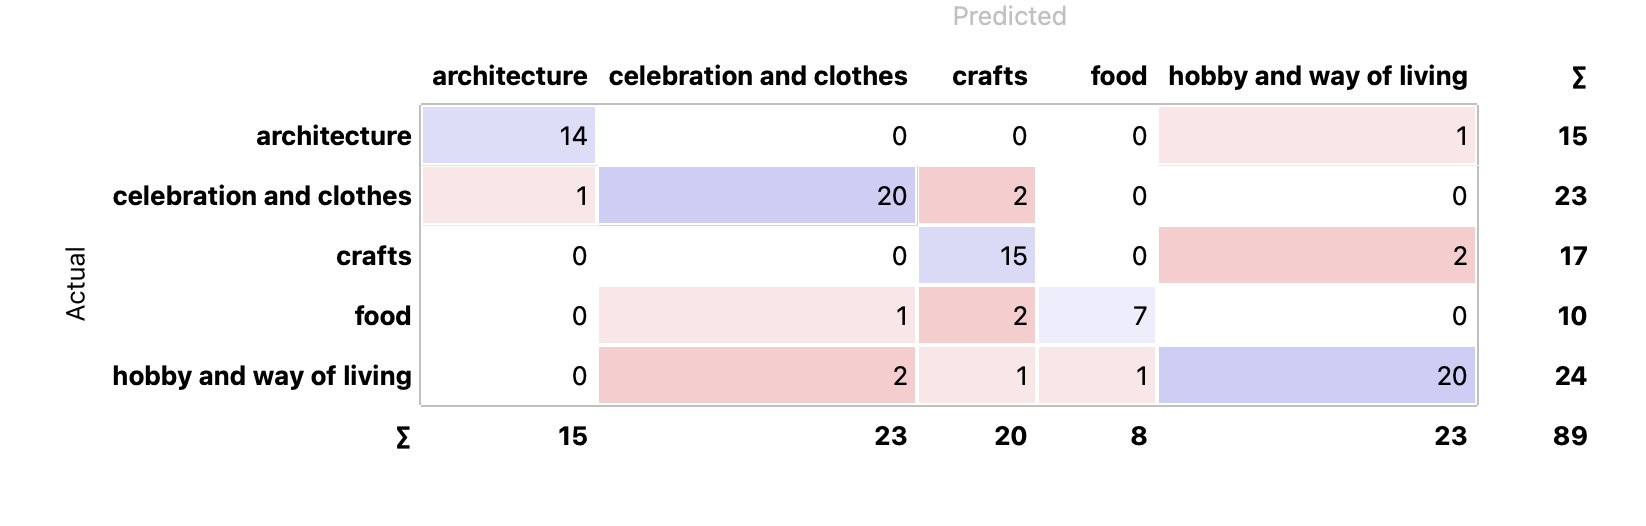 Predicted
architecture celebration and clothes crafts food hobby and way of living Σ
architecture 14 0 0 0 1 15
celebration and clothes 1 20 2 0 0 23
crafts 0 0 15 0 2 17
food 0 1 2 7 0 10
hobby and way of living 0 2 1 1 20 24
Σ 15 23 20 8 23 89
Actual